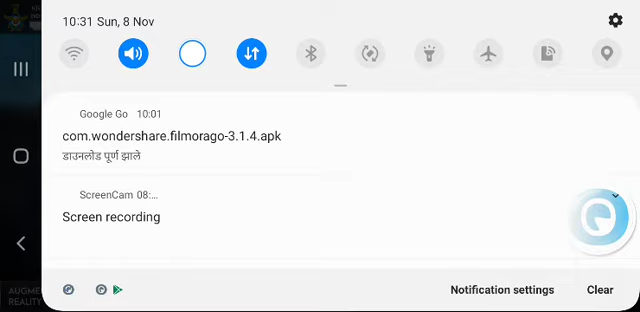 10:31 Sun, 8 Nov
Google Go 10:01
com.wondershare.filmorago-3.1.4.apk
डाउनलोड पूर्ण झाले
ScreenCam 08:...
Screen recording
AUGME
REALITY
Notification settings
Clear